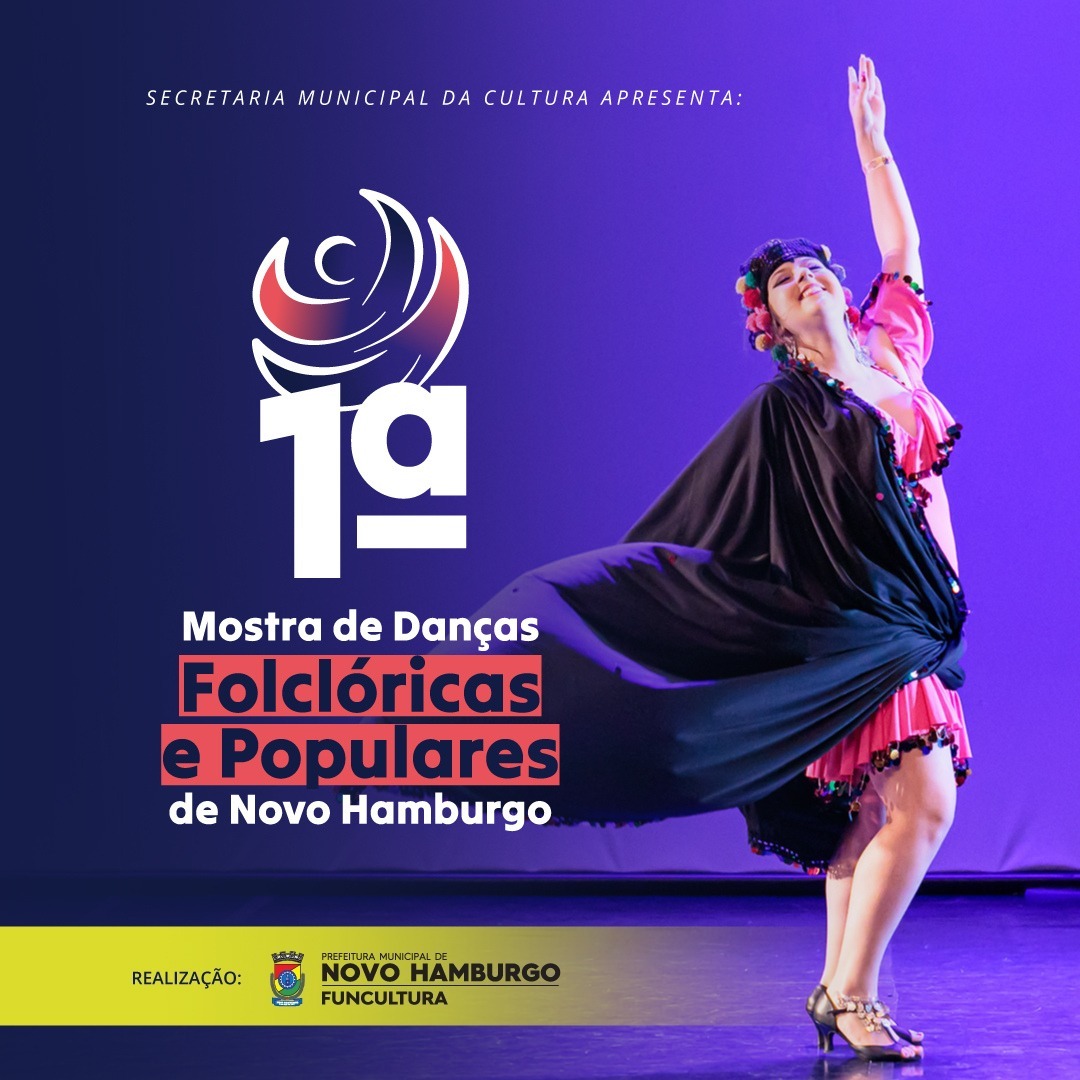 SECRETARIA MUNICIPAL DA CULTURA APRESENTA:
1ª
Mostra de Danças
Folclóricas
e Populares
de Novo Hamburgo
REALIZAÇÃO:
PREFEITURA MUNICIPAL DE
NOVO HAMBURGO
FUNCULTURA